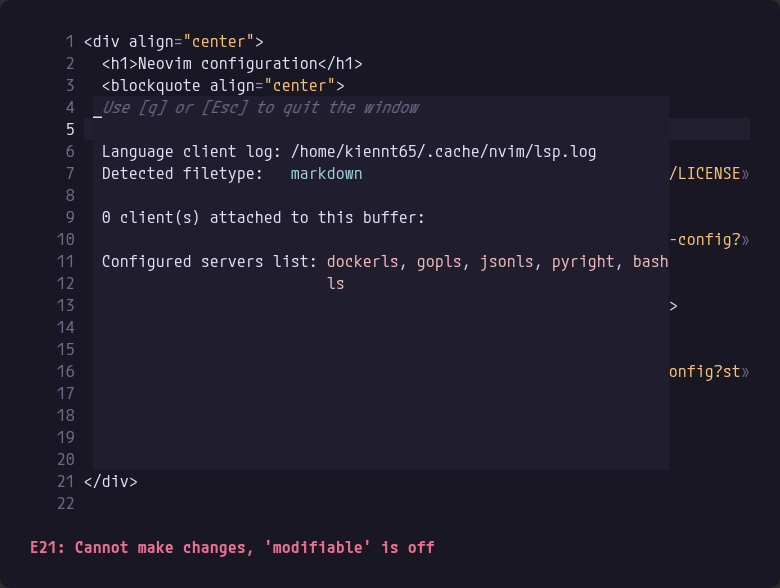 1 <div align="center">
2   <h1>Neovim configuration</h1>
3   <blockquote align="center">
4  Use [q] or [Esc] to quit the window
5
6   Language client log: /home/kiennt65/.cache/nvim/lsp.log
7   Detected filetype:   markdown /LICENSE»
8
9   0 client(s) attached to this buffer:
10 -config?»
11   Configured servers list: dockerls, gopls, jsonls, pyright, bash
12                            ls
13 >
14
15
16 onfig?st»
17
18
19
20
21 </div>
22
E21: Cannot make changes, 'modifiable' is off